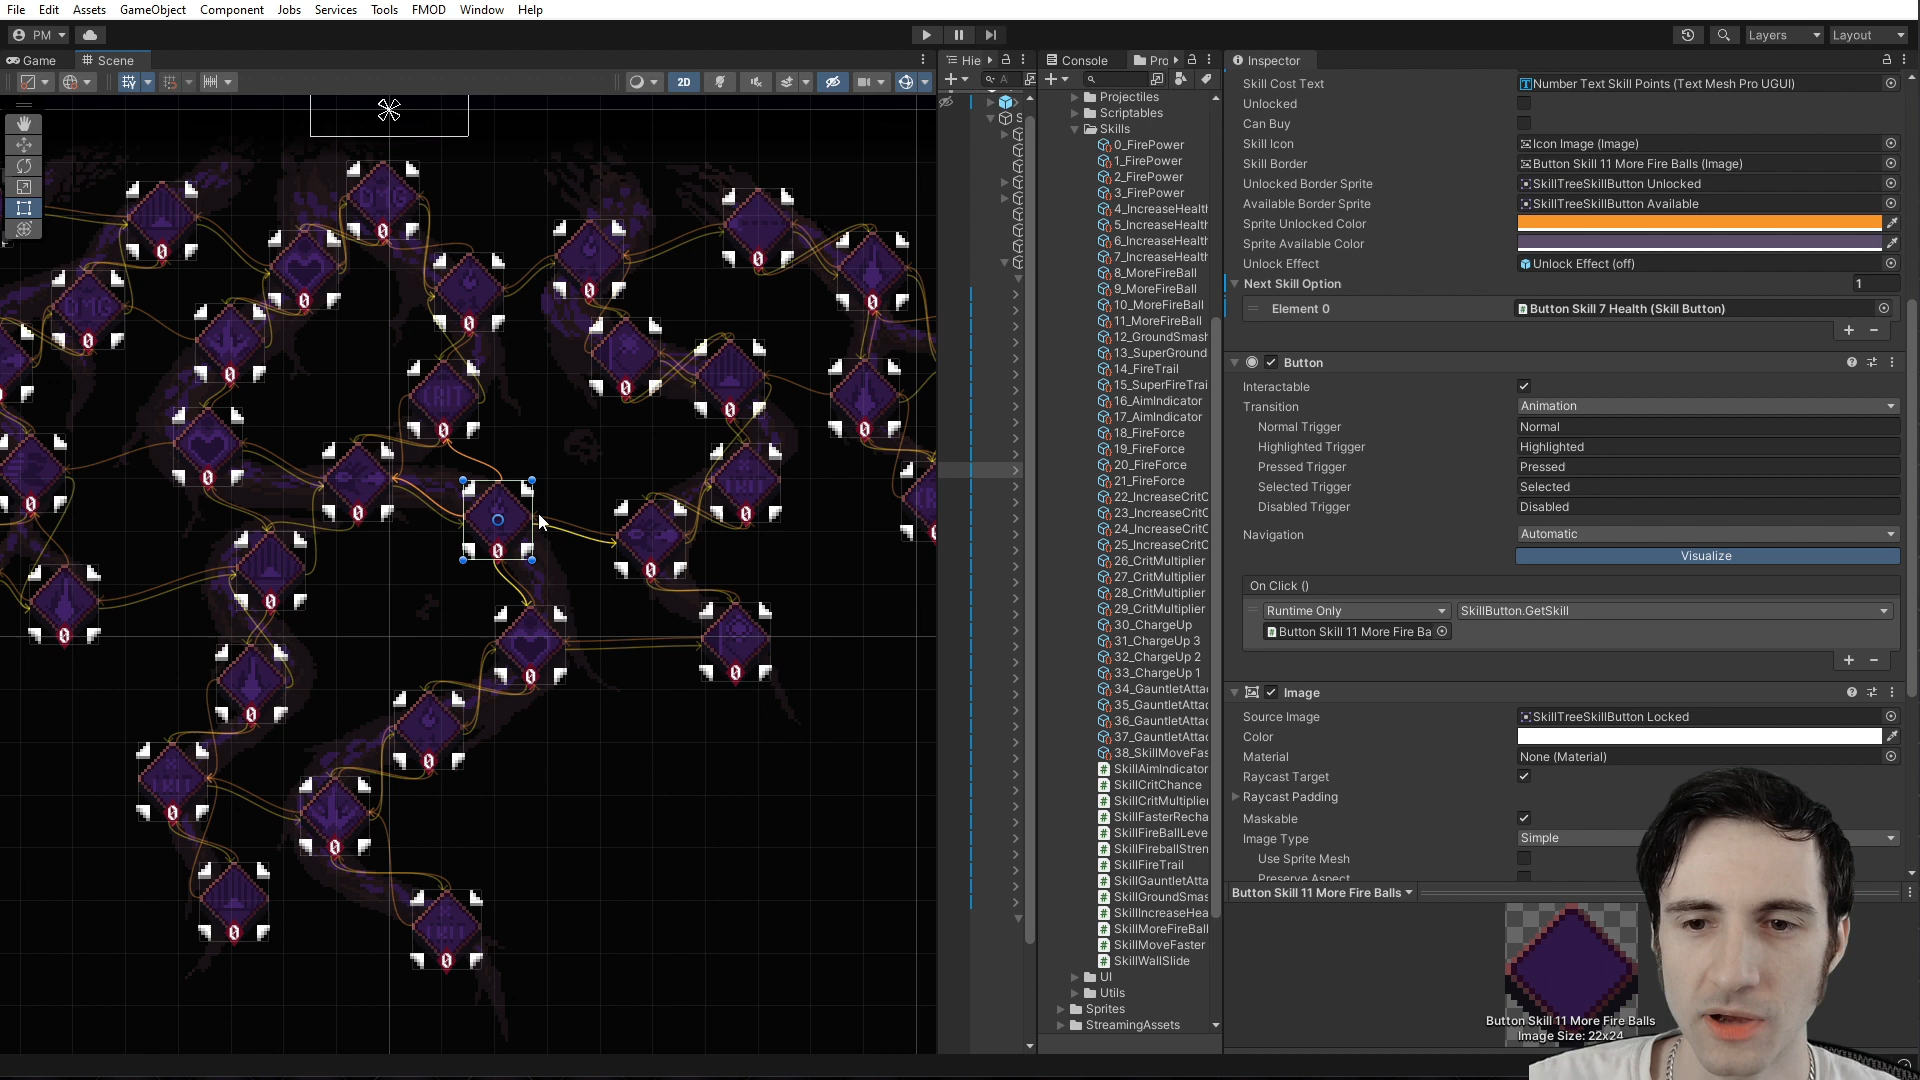 File Edit Assets GameObject Component Jobs Services Tools FMOD Window Help
PM Layers Layout
Game Scene Hie Console Pro Inspector
2D A
DMG
0
CRIT
Projectiles
Scriptables
Skills
0_FirePower
1_FirePower
2_FirePower
3_FirePower
4_IncreaseHealth
5_IncreaseHealth
6_IncreaseHealth
7_IncreaseHealth
8_MoreFireBall
9_MoreFireBall
10_MoreFireBall
11_MoreFireBall
12_GroundSmash
13_SuperGround
14_FireTrail
15_SuperFireTrai
16_AimIndicator
17_AimIndicator
18_FireForce
19_FireForce
20_FireForce
21_FireForce
22_IncreaseCritC
23_IncreaseCritC
24_IncreaseCritC
25_IncreaseCritC
26_CritMultiplier
27_CritMultiplier
28_CritMultiplier
29_CritMultiplier
30_ChargeUp
31_ChargeUp 3
32_ChargeUp 2
33_ChargeUp 1
34_GauntletAttac
35_GauntletAttac
36_GauntletAttac
37_GauntletAttac
38_SkillMoveFas
SkillAimIndicator
SkillCritChance
SkillCritMultiplier
SkillFasterRecha
SkillFireBallLeve
SkillFireballStren
SkillFireTrail
SkillGauntletAtta
SkillGroundSmas
SkillIncreaseHea
SkillMoreFireBall
SkillMoveFaster
SkillWallSlide
UI
Utils
Sprites
StreamingAssets
Skill Cost Text Number Text Skill Points (Text Mesh Pro UGUI)
Unlocked
Can Buy
Skill Icon Icon Image (Image)
Skill Border Button Skill 11 More Fire Balls (Image)
Unlocked Border Sprite SkillTreeSkillButton Unlocked
Available Border Sprite SkillTreeSkillButton Available
Sprite Unlocked Color
Sprite Available Color
Unlock Effect Unlock Effect (off)
Next Skill Option 1
Element 0 Button Skill 7 Health (Skill Button)
Button
Interactable
Transition Animation
Normal Trigger Normal
Highlighted Trigger Highlighted
Pressed Trigger Pressed
Selected Trigger Selected
Disabled Trigger Disabled
Navigation Automatic
Visualize
On Click ()
Runtime Only SkillButton.GetSkill
Button Skill 11 More Fire Ba
Image
Source Image SkillTreeSkillButton Locked
Color
Material None (Material)
Raycast Target
Raycast Padding
Maskable
Image Type Simple
Use Sprite Mesh
Preserve Aspect
Button Skill 11 More Fire Balls
Button Skill 11 More Fire Balls
Image Size: 22x24